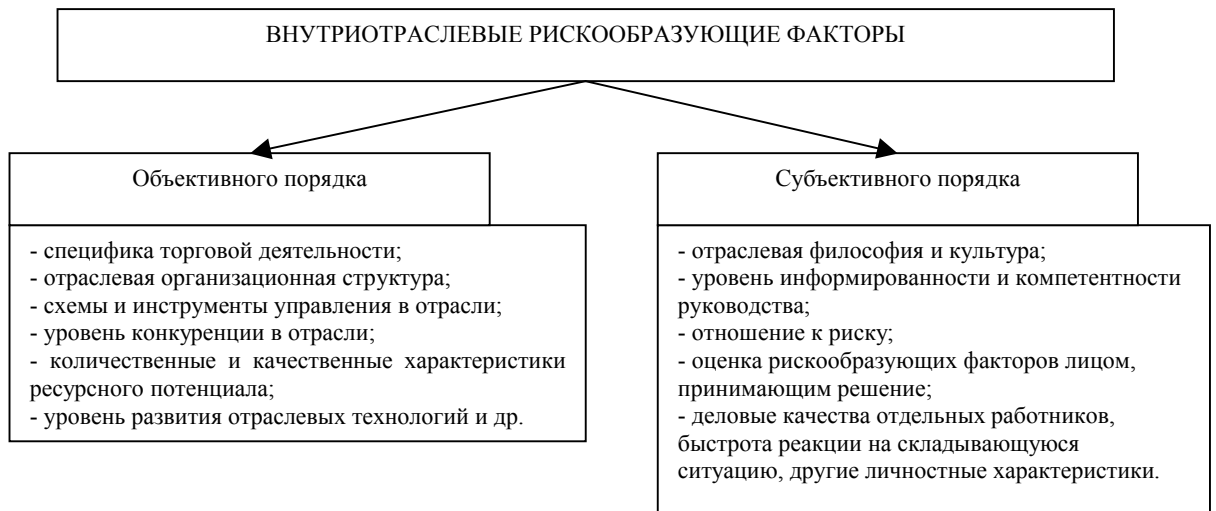 ВНУТРИОТРАСЛЕВЫЕ РИСКООБРАЗУЮЩИЕ ФАКТОРЫ
Объективного порядка
- специфика торговой деятельности;
- отраслевая организационная структура;
- схемы и инструменты управления в отрасли;
- уровень конкуренции в отрасли;
- количественные и качественные характеристики
ресурсного потенциала;
- уровень развития отраслевых технологий и др.
Субъективного порядка
- отраслевая философия и культура;
- уровень информированности и компетентности
руководства;
- отношение к риску;
- оценка рискообразующих факторов лицом,
принимающим решение;
- деловые качества отдельных работников,
быстрота реакции на складывающуюся
ситуацию, другие личностные характеристики.